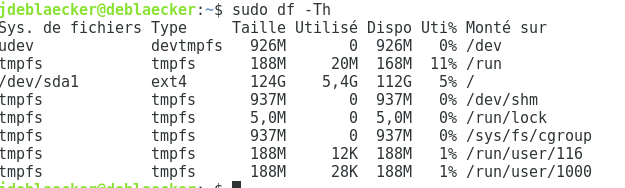 jdeblaecker@deblaecker:~$ sudo df -Th
Sys. de fichiers Type     Taille Utilisé Dispo Uti% Monté sur
udev             devtmpfs   926M       0  926M   0% /dev
tmpfs            tmpfs      188M     20M  168M  11% /run
/dev/sda1        ext4       124G    5,4G  112G   5% /
tmpfs            tmpfs      937M       0  937M   0% /dev/shm
tmpfs            tmpfs      5,0M       0  5,0M   0% /run/lock
tmpfs            tmpfs      937M       0  937M   0% /sys/fs/cgroup
tmpfs            tmpfs      188M     12K  188M   1% /run/user/116
tmpfs            tmpfs      188M     28K  188M   1% /run/user/1000
jdeblaecker@deblaecker:~$